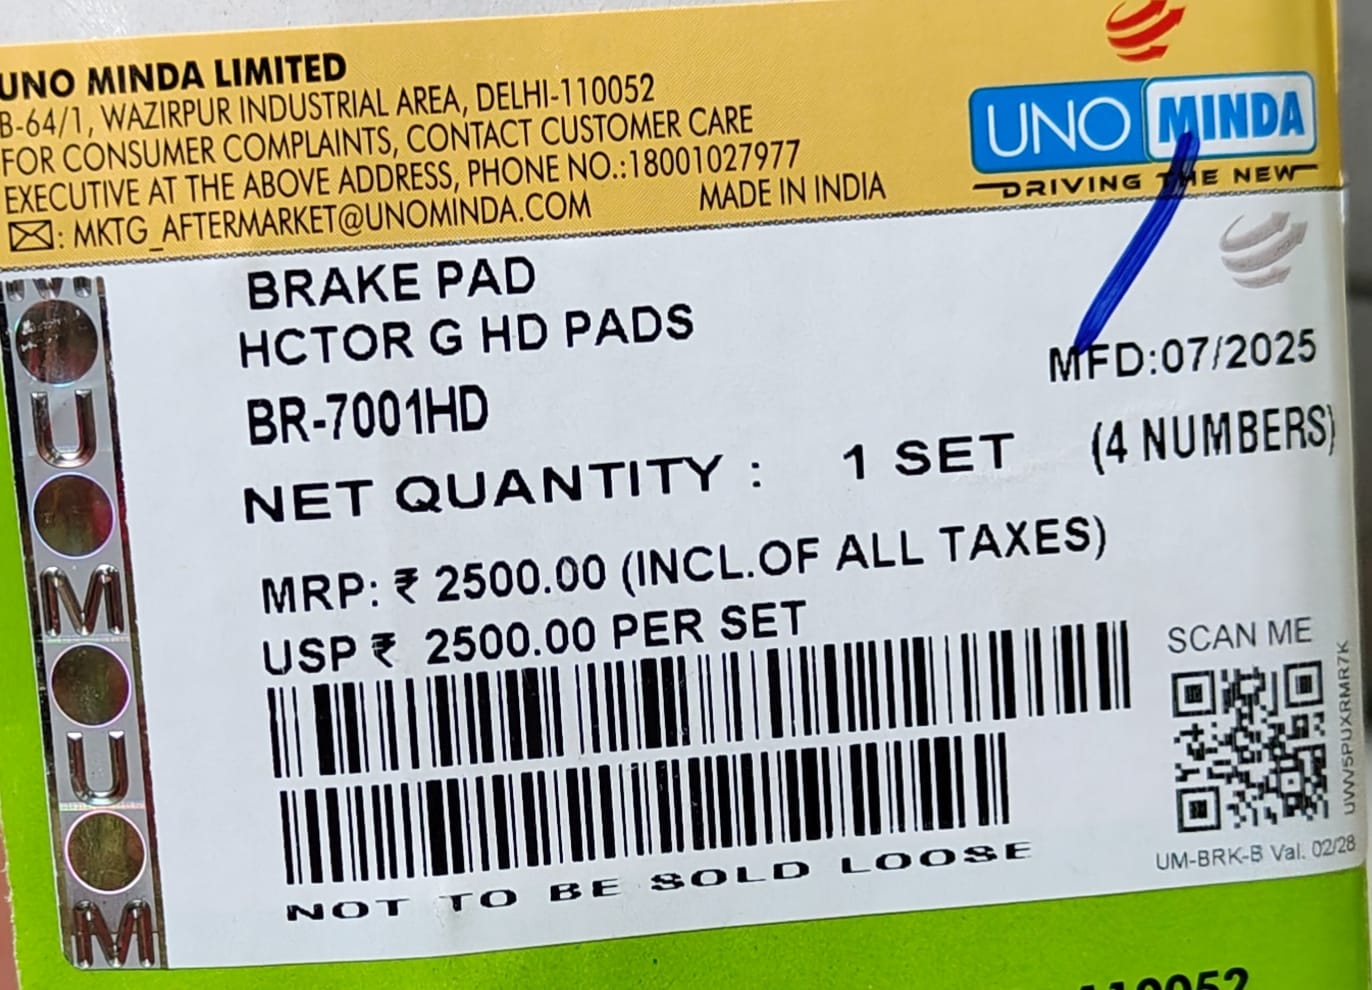 UNO MINDA LIMITED
B-64/1, WAZIRPUR INDUSTRIAL AREA, DELHI-110052
FOR CONSUMER COMPLAINTS, CONTACT CUSTOMER CARE
EXECUTIVE AT THE ABOVE ADDRESS, PHONE NO.:18001027977
: MKTG_AFTERMARKET@UNOMINDA.COM MADE IN INDIA
UNO MINDA
DRIVING THE NEW
BRAKE PAD
HCTOR G HD PADS
MFD:07/2025
BR-7001HD
NET QUANTITY : 1 SET (4 NUMBERS)
MRP: ₹ 2500.00 (INCL.OF ALL TAXES)
USP ₹ 2500.00 PER SET
SCAN ME
UWV5PUXRMR7K
UM-BRK-B Val. 02/28
NOT TO BE SOLD LOOSE
U
M
U
M
110052